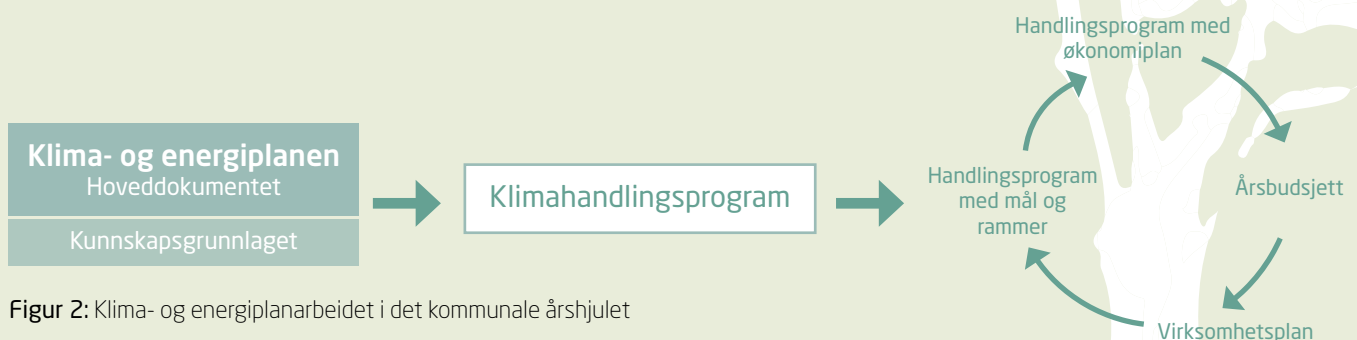 Klima- og energiplanen
Hoveddokumentet
Kunnskapsgrunnlaget
Klimahandlingsprogram
Handlingsprogram
med mål og
rammer
Handlingsprogram med
økonomiplan
Årsbudsjett
Virksomhetsplan
Figur 2: Klima- og energiplanarbeidet i det kommunale årshjulet